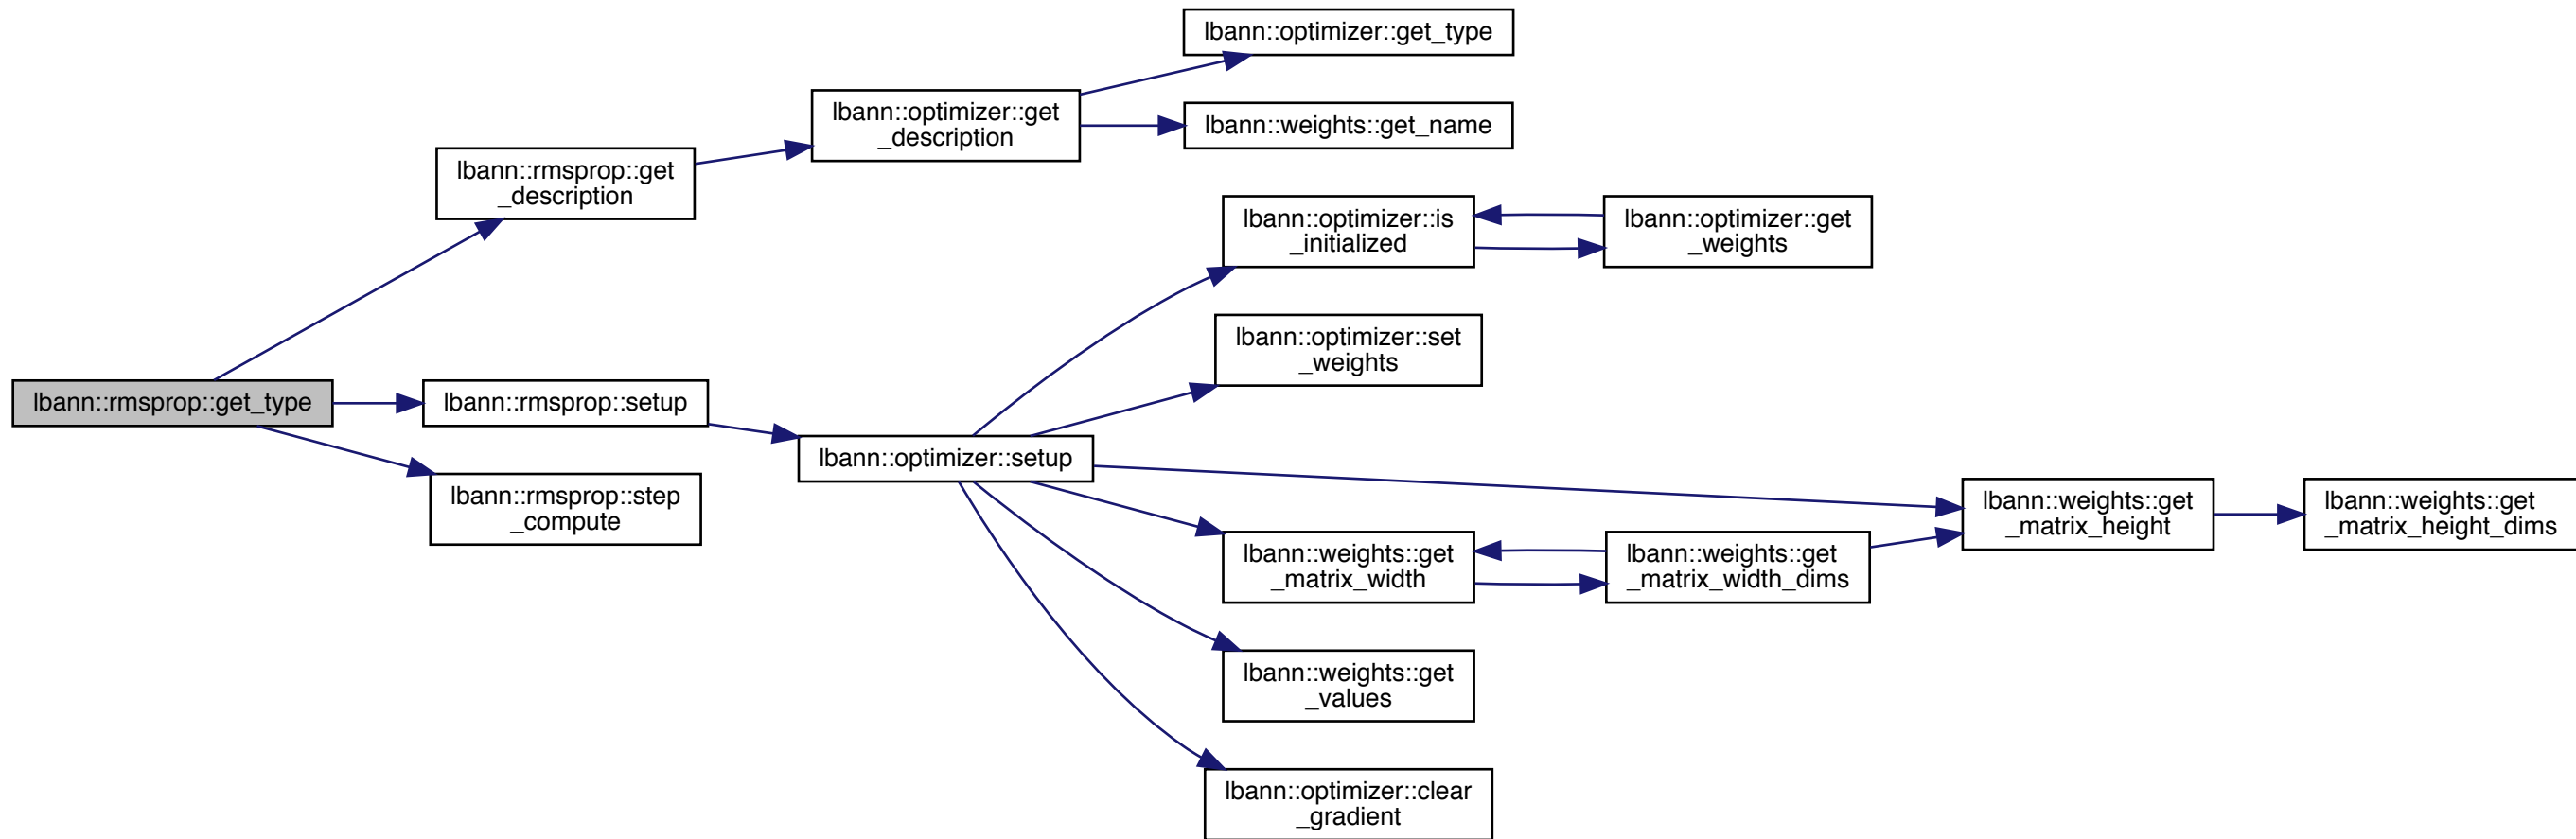 lbann::optimizer::get_type
lbann::optimizer::get
_description
lbann::weights::get_name
lbann::rmsprop::get
_description
lbann::optimizer::is
_initialized
lbann::optimizer::get
_weights
lbann::optimizer::set
_weights
lbann::rmsprop::get_type
lbann::rmsprop::setup
lbann::optimizer::setup
lbann::rmsprop::step
_compute
lbann::weights::get
_matrix_height
lbann::weights::get
_matrix_height_dims
lbann::weights::get
_matrix_width
lbann::weights::get
_matrix_width_dims
lbann::weights::get
_values
lbann::optimizer::clear
_gradient